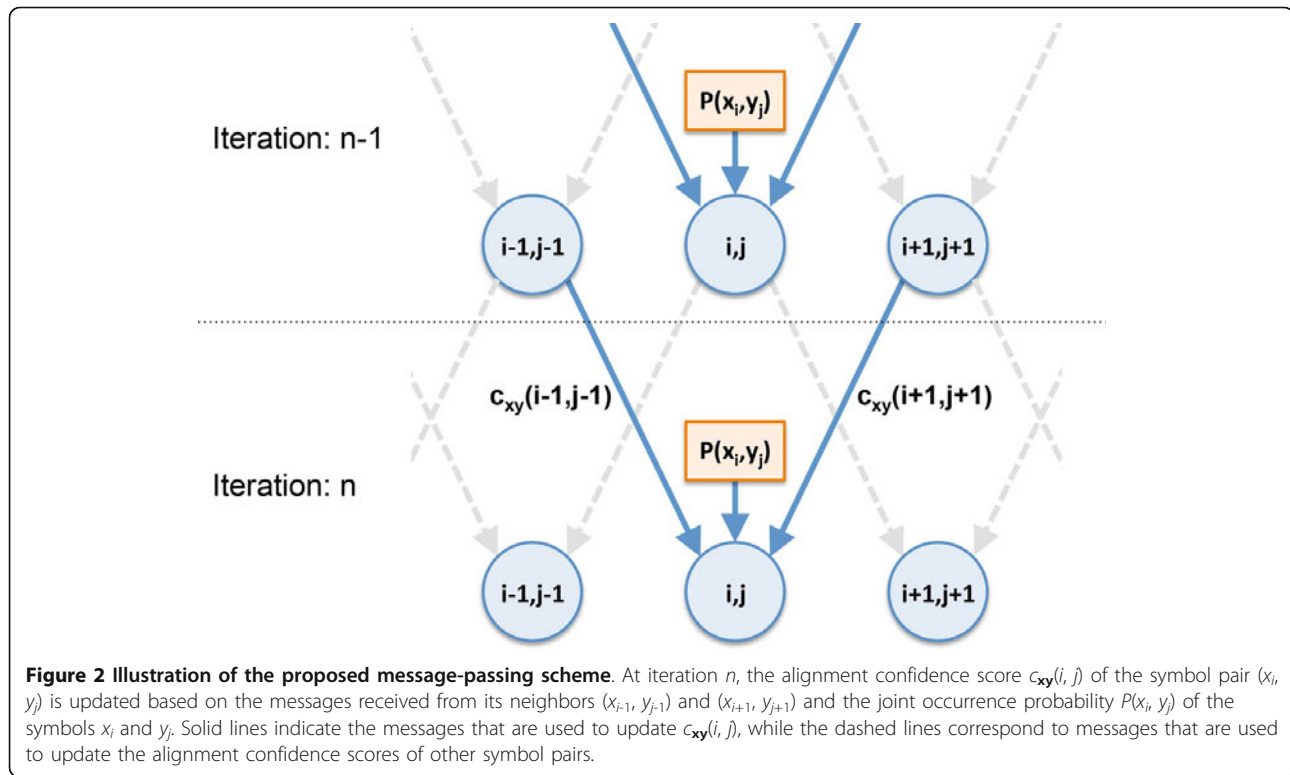 P(xi,yj)
Iteration: n-1
i-1,j-1 i,j i+1,j+1
cxy(i-1,j-1) cxy(i+1,j+1)
P(xi,yj)
Iteration: n
i-1,j-1 i,j i+1,j+1
Figure 2 Illustration of the proposed message-passing scheme. At iteration n, the alignment confidence score cxy(i, j) of the symbol pair (xi,
yj) is updated based on the messages received from its neighbors (xi-1, yj-1) and (xi+1, yj+1) and the joint occurrence probability P(xi, yj) of the
symbols xi and yj. Solid lines indicate the messages that are used to update cxy(i, j), while the dashed lines correspond to messages that are used
to update the alignment confidence scores of other symbol pairs.